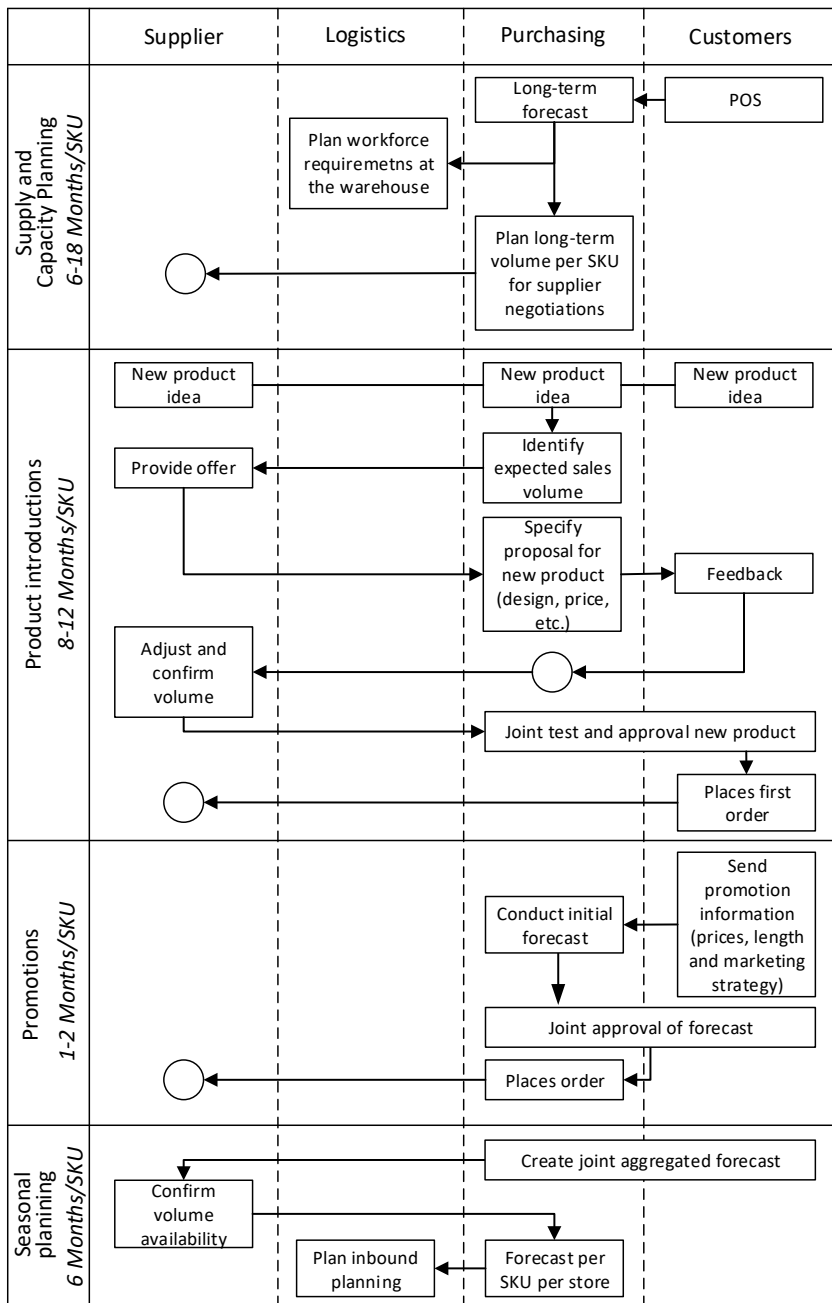 Supplier
Logistics
Purchasing
Customers
Supply and
Capacity Planning
6-18 Months/SKU
Long-term
forecast
POS
Plan workforce
requiremetns at
the warehouse
Plan long-term
volume per SKU
for supplier
negotiations
Product introductions
8-12 Months/SKU
New product
idea
New product
idea
New product
idea
Identify
expected sales
volume
Provide offer
Specify
proposal for
new product
(design, price,
etc.)
Feedback
Adjust and
confirm
volume
Joint test and approval new product
Places first
order
Promotions
1-2 Months/SKU
Send
promotion
information
(prices, length
and marketing
strategy)
Conduct initial
forecast
Joint approval of forecast
Places order
Seasonal
planining
6 Months/SKU
Create joint aggregated forecast
Confirm
volume
availability
Plan inbound
planning
Forecast per
SKU per store